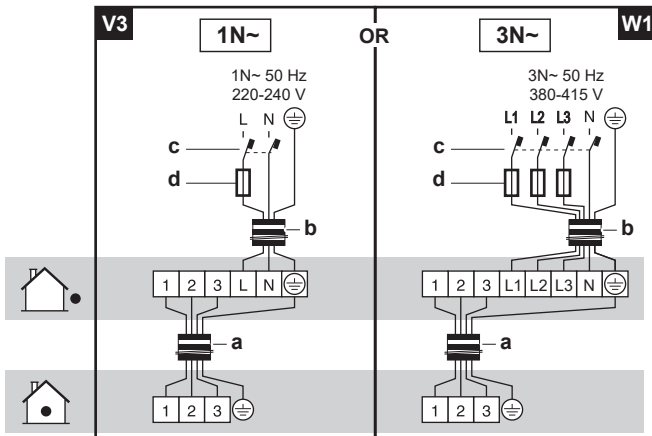 V3 1N~ OR 3N~ W1
1N~ 50 Hz 3N~ 50 Hz
220-240 V 380-415 V
L N L1 L2 L3 N
c c
d d
b b
1 2 3 L N 1 2 3 L1 L2 L3 N
a a
1 2 3 1 2 3